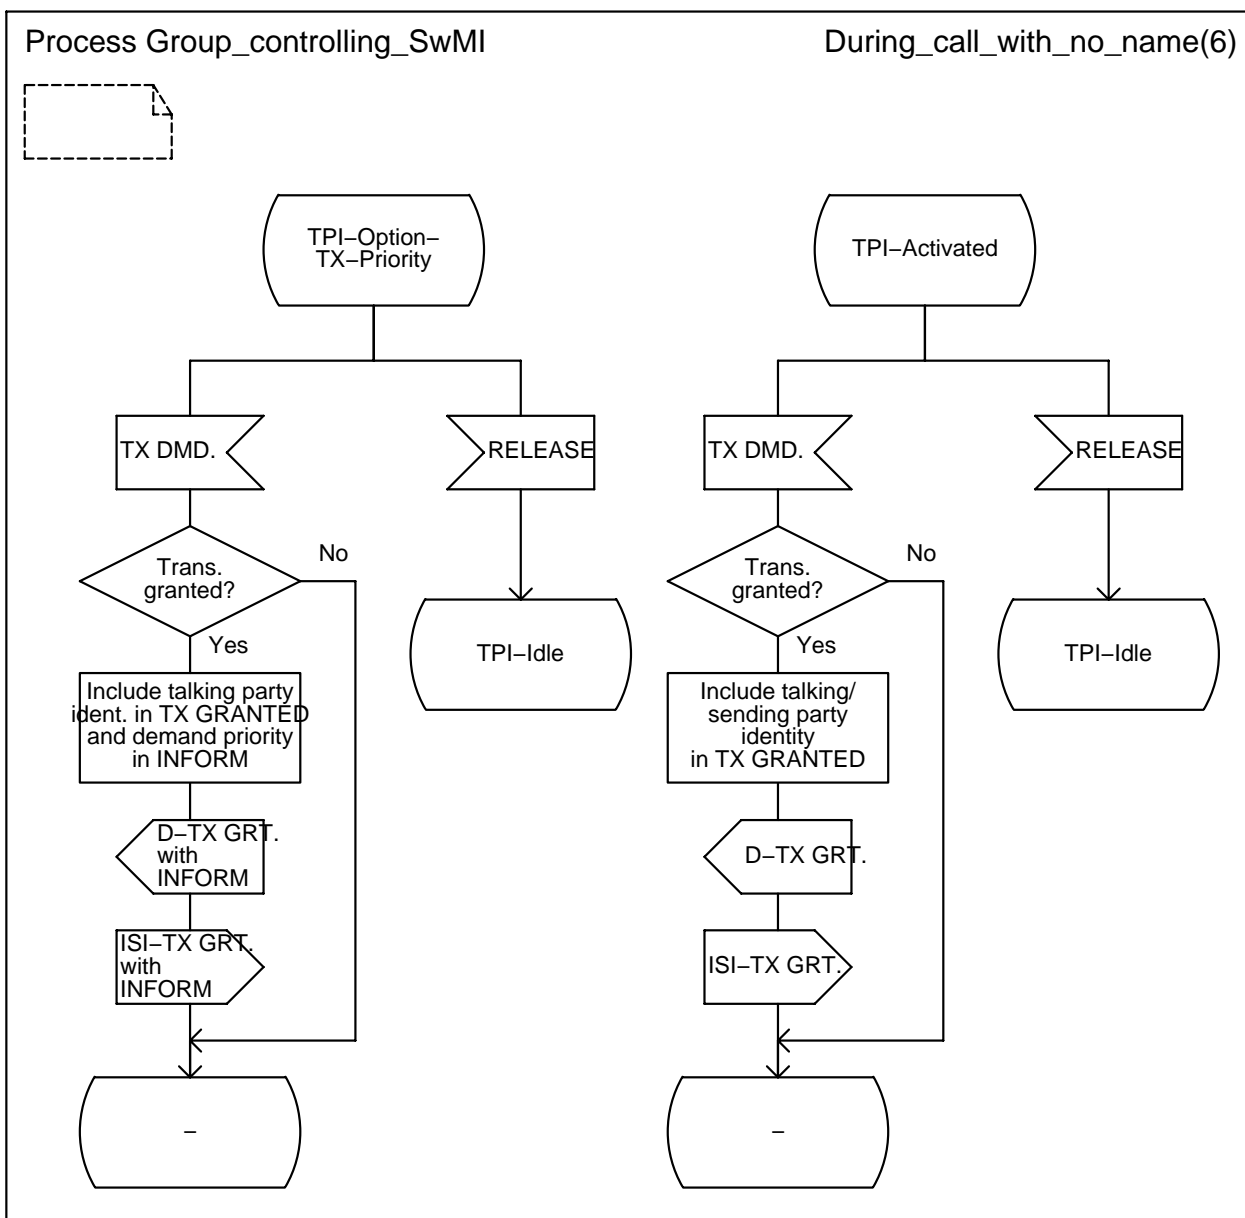 Process Group_controlling_SwMI
During_call_with_no_name(6)
TPI–Option–
TX–Priority
TX DMD.
RELEASE
Trans.
granted?
No
Yes
TPI–Idle
Include talking party
ident. in TX GRANTED
and demand priority
in INFORM
D–TX GRT.
with
INFORM
ISI–TX GRT.
with
INFORM
–
TPI–Activated
TX DMD.
RELEASE
Trans.
granted?
No
Yes
TPI–Idle
Include talking/
sending party
identity
in TX GRANTED
D–TX GRT.
ISI–TX GRT.
–